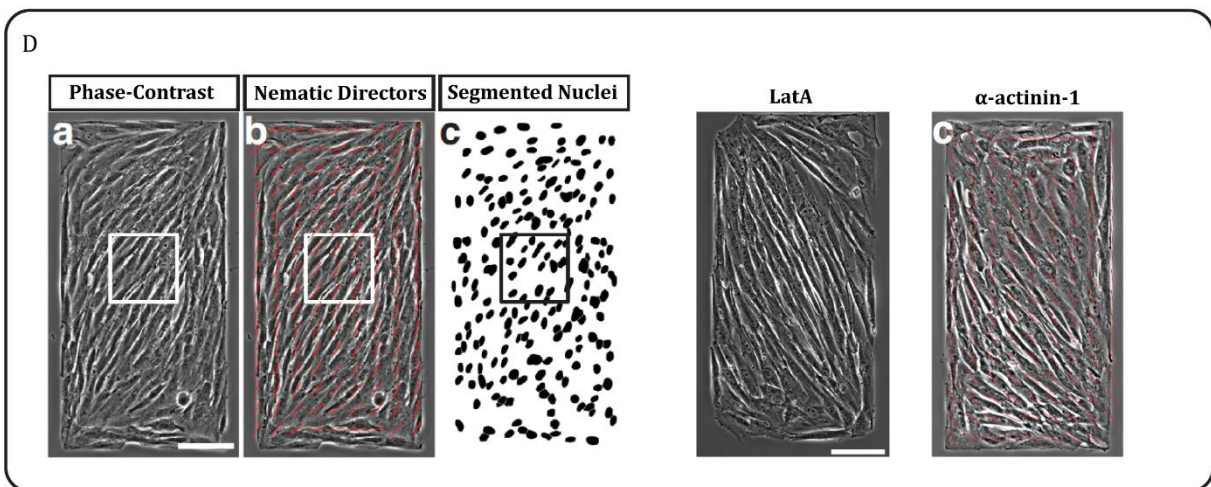 D
Phase-Contrast Nematic Directors Segmented Nuclei LatA α-actinin-1
a b c c